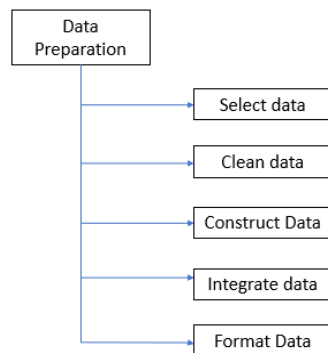 Data
Preparation
Select data
Clean data
Construct Data
Integrate data
Format Data